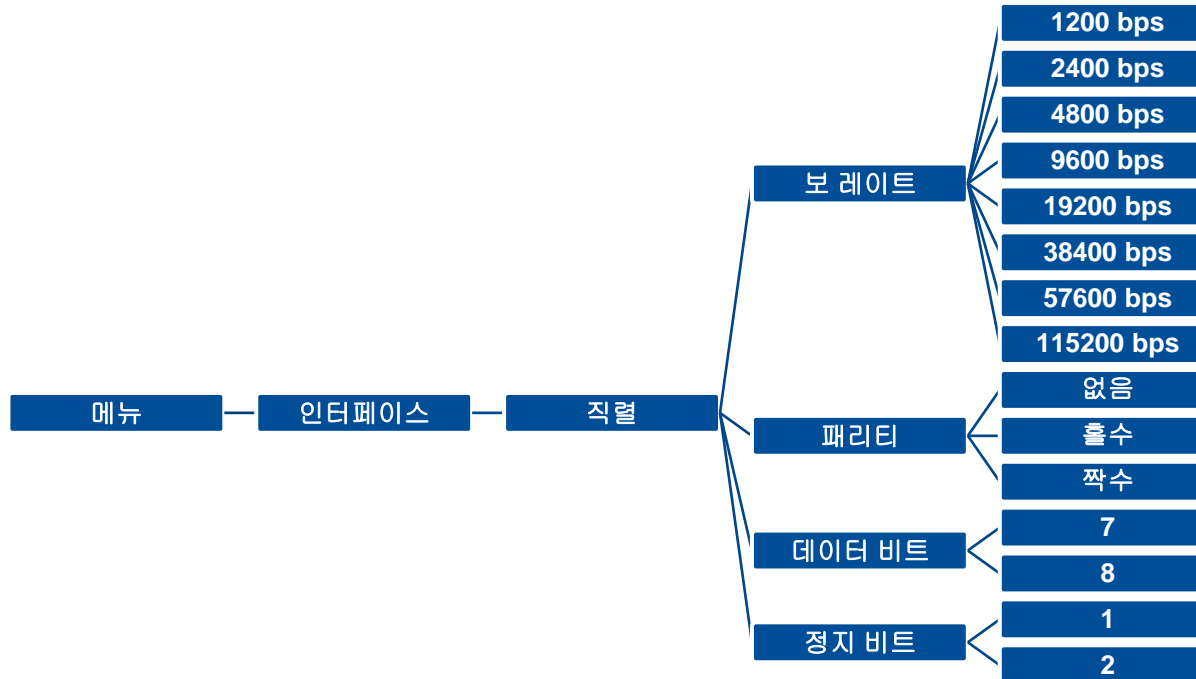 메뉴
인터페이스
직렬
보 레이트
1200 bps
2400 bps
4800 bps
9600 bps
19200 bps
38400 bps
57600 bps
115200 bps
패리티
없음
홀수
짝수
데이터 비트
7
8
정지 비트
1
2